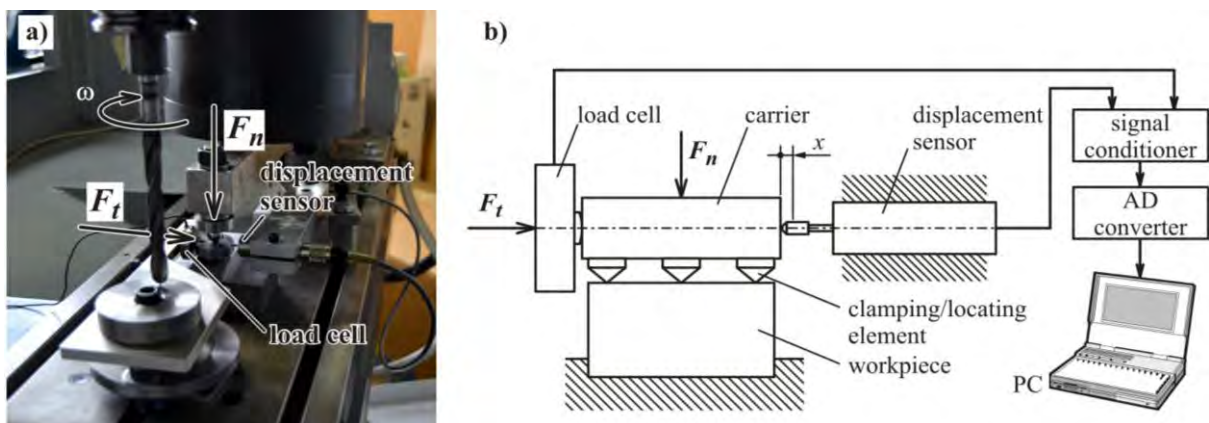 a)
ω
Fn
displacement
sensor
Ft
load cell
b)
load cell
carrier
displacement
sensor
signal
conditioner
Fn
x
Ft
AD
converter
clamping/locating
element
workpiece
PC